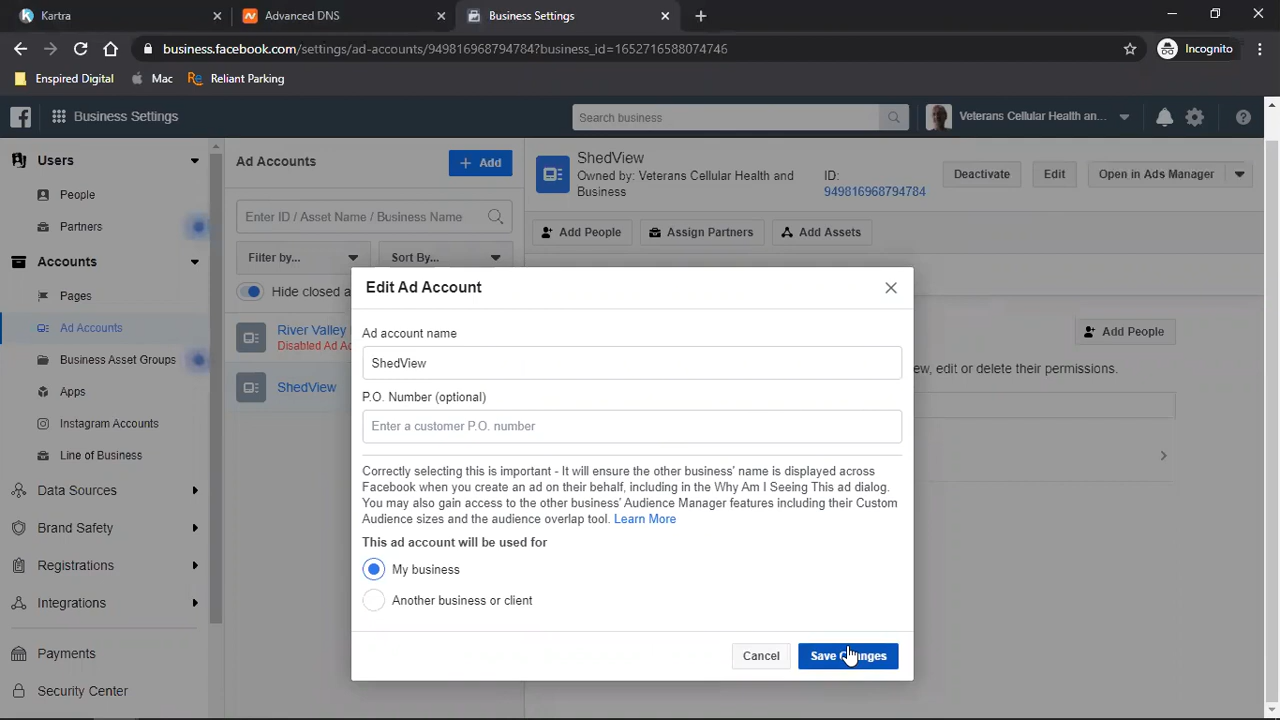 Kartra
Advanced DNS
Business Settings
business.facebook.com/settings/ad-accounts/949816968794784?business_id=1652716588074746
Incognito
Enspired Digital
Mac
Reliant Parking
Business Settings
Search business
Veterans Cellular Health an...
Users
People
Partners
Accounts
Pages
Ad Accounts
Business Asset Groups
Apps
Instagram Accounts
Line of Business
Data Sources
Brand Safety
Registrations
Integrations
Payments
Security Center
Ad Accounts
+ Add
Enter ID / Asset Name / Business Name
Filter by...
Sort By...
Hide closed a
River Valley
Disabled Ad Ac
ShedView
ShedView
Owned by: Veterans Cellular Health and
Business
ID:
949816968794784
Deactivate
Edit
Open in Ads Manager
Add People
Assign Partners
Add Assets
Add People
ew, edit or delete their permissions.
Edit Ad Account
Ad account name
ShedView
P.O. Number (optional)
Enter a customer P.O. number
Correctly selecting this is important - It will ensure the other business' name is displayed across
Facebook when you create an ad on their behalf, including in the Why Am I Seeing This ad dialog.
You may also gain access to the other business' Audience Manager features including their Custom
Audience sizes and the audience overlap tool. Learn More
This ad account will be used for
My business
Another business or client
Cancel
Save Changes